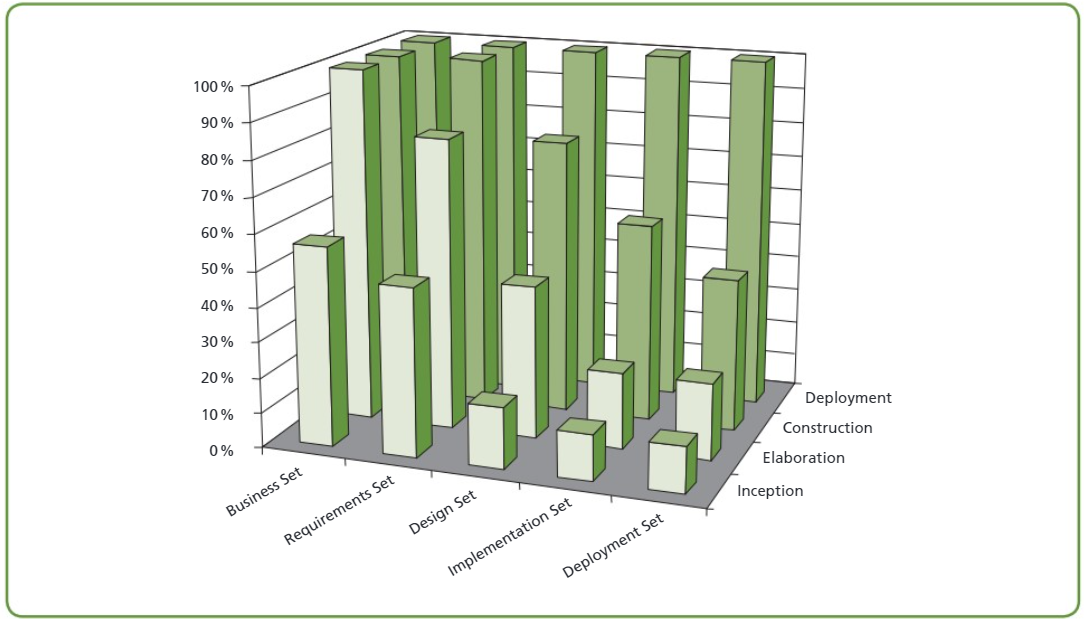 100 %
90 %
80 %
70 %
60 %
50 %
40 %
30 %
20 %
10 %
0 %
Business Set
Requirements Set
Design Set
Implementation Set
Deployment Set
Deployment
Construction
Elaboration
Inception